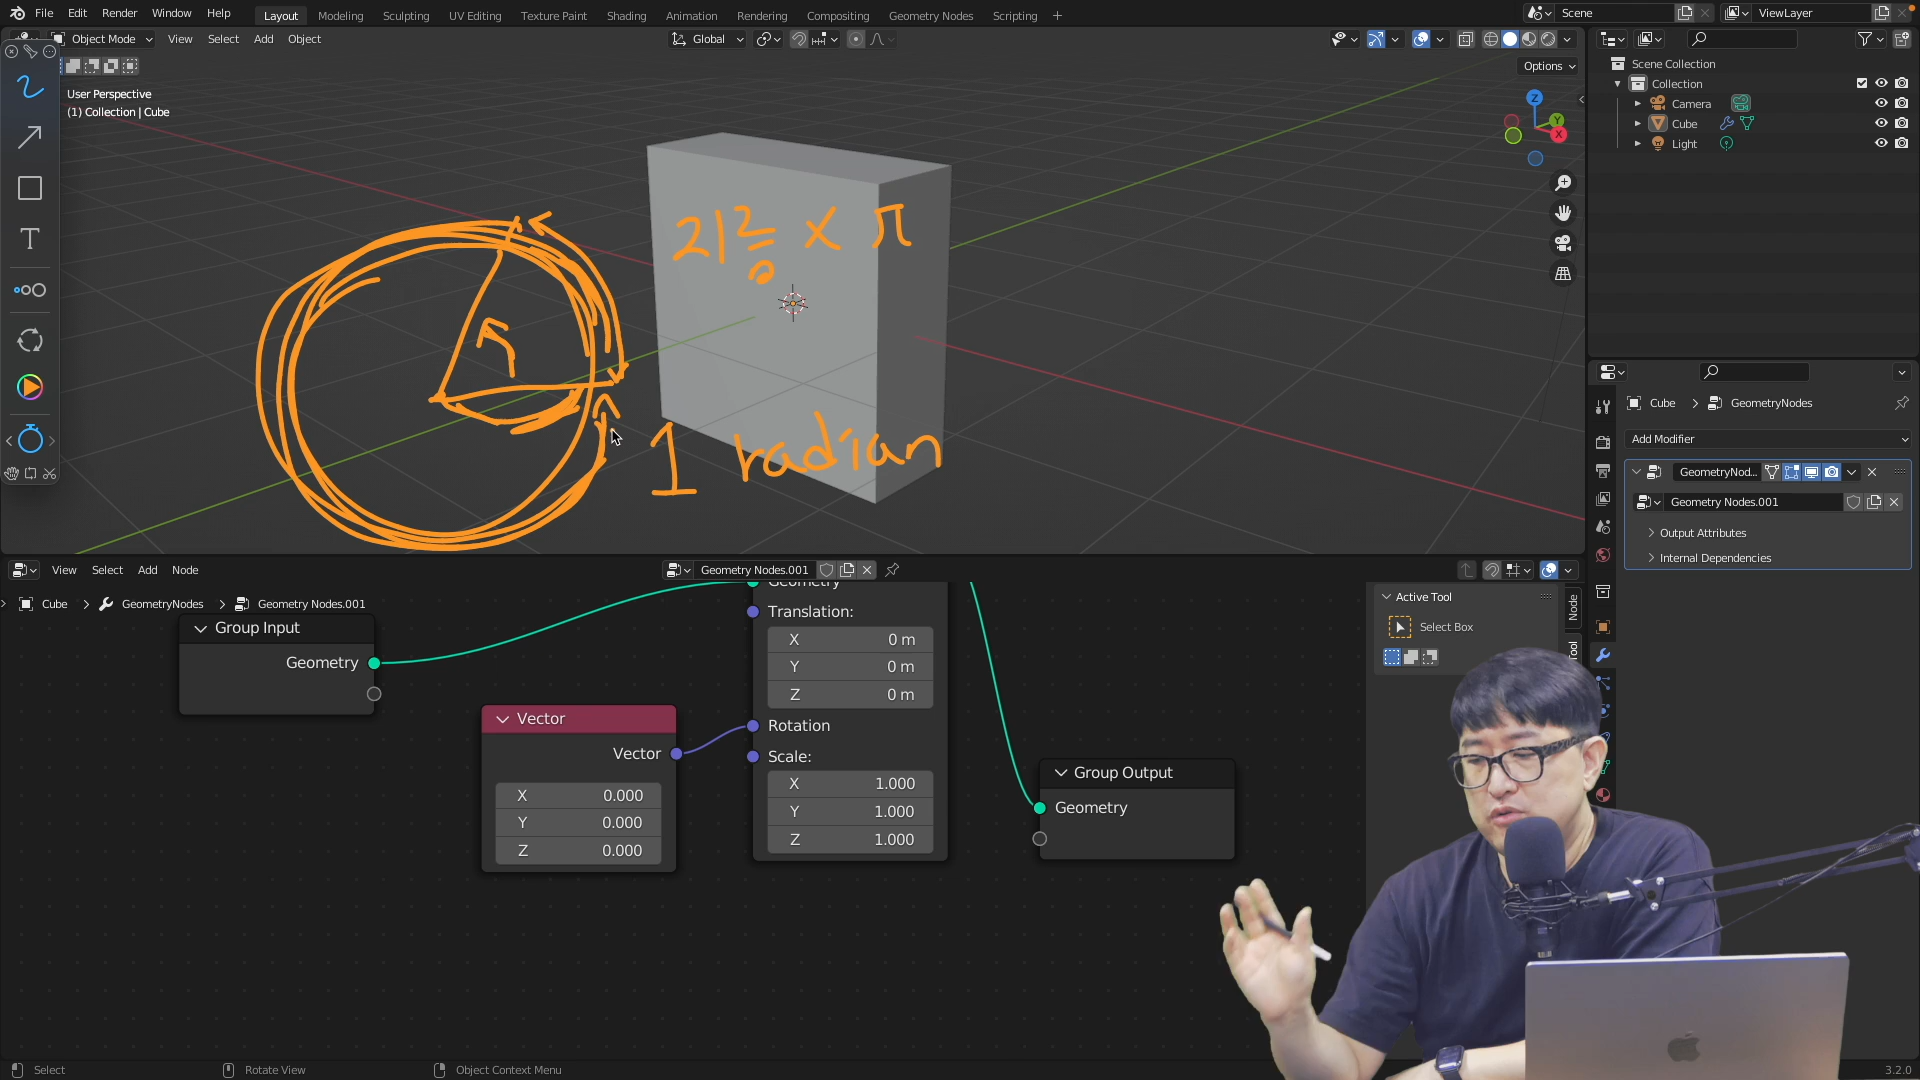 File Edit Render Window Help
Layout Modeling Sculpting UV Editing Texture Paint Shading Animation Rendering Compositing Geometry Nodes Scripting +
Scene
ViewLayer
Object Mode View Select Add Object
Global
Options
User Perspective
(1) Collection | Cube
Z
Y
X
Scene Collection
Collection
Camera
Cube
Light
x π
1 radian
Cube > GeometryNodes
Add Modifier
GeometryNod...
Geometry Nodes.001
Output Attributes
Internal Dependencies
View Select Add Node
Geometry Nodes.001
Cube > GeometryNodes > Geometry Nodes.001
Group Input
Geometry
Vector
Vector
X 0.000
Y 0.000
Z 0.000
Geometry
Translation:
X 0 m
Y 0 m
Z 0 m
Rotation
Scale:
X 1.000
Y 1.000
Z 1.000
Group Output
Geometry
Active Tool
Select Box
Node
Tool
Select
Rotate View
Object Context Menu
3.2.0